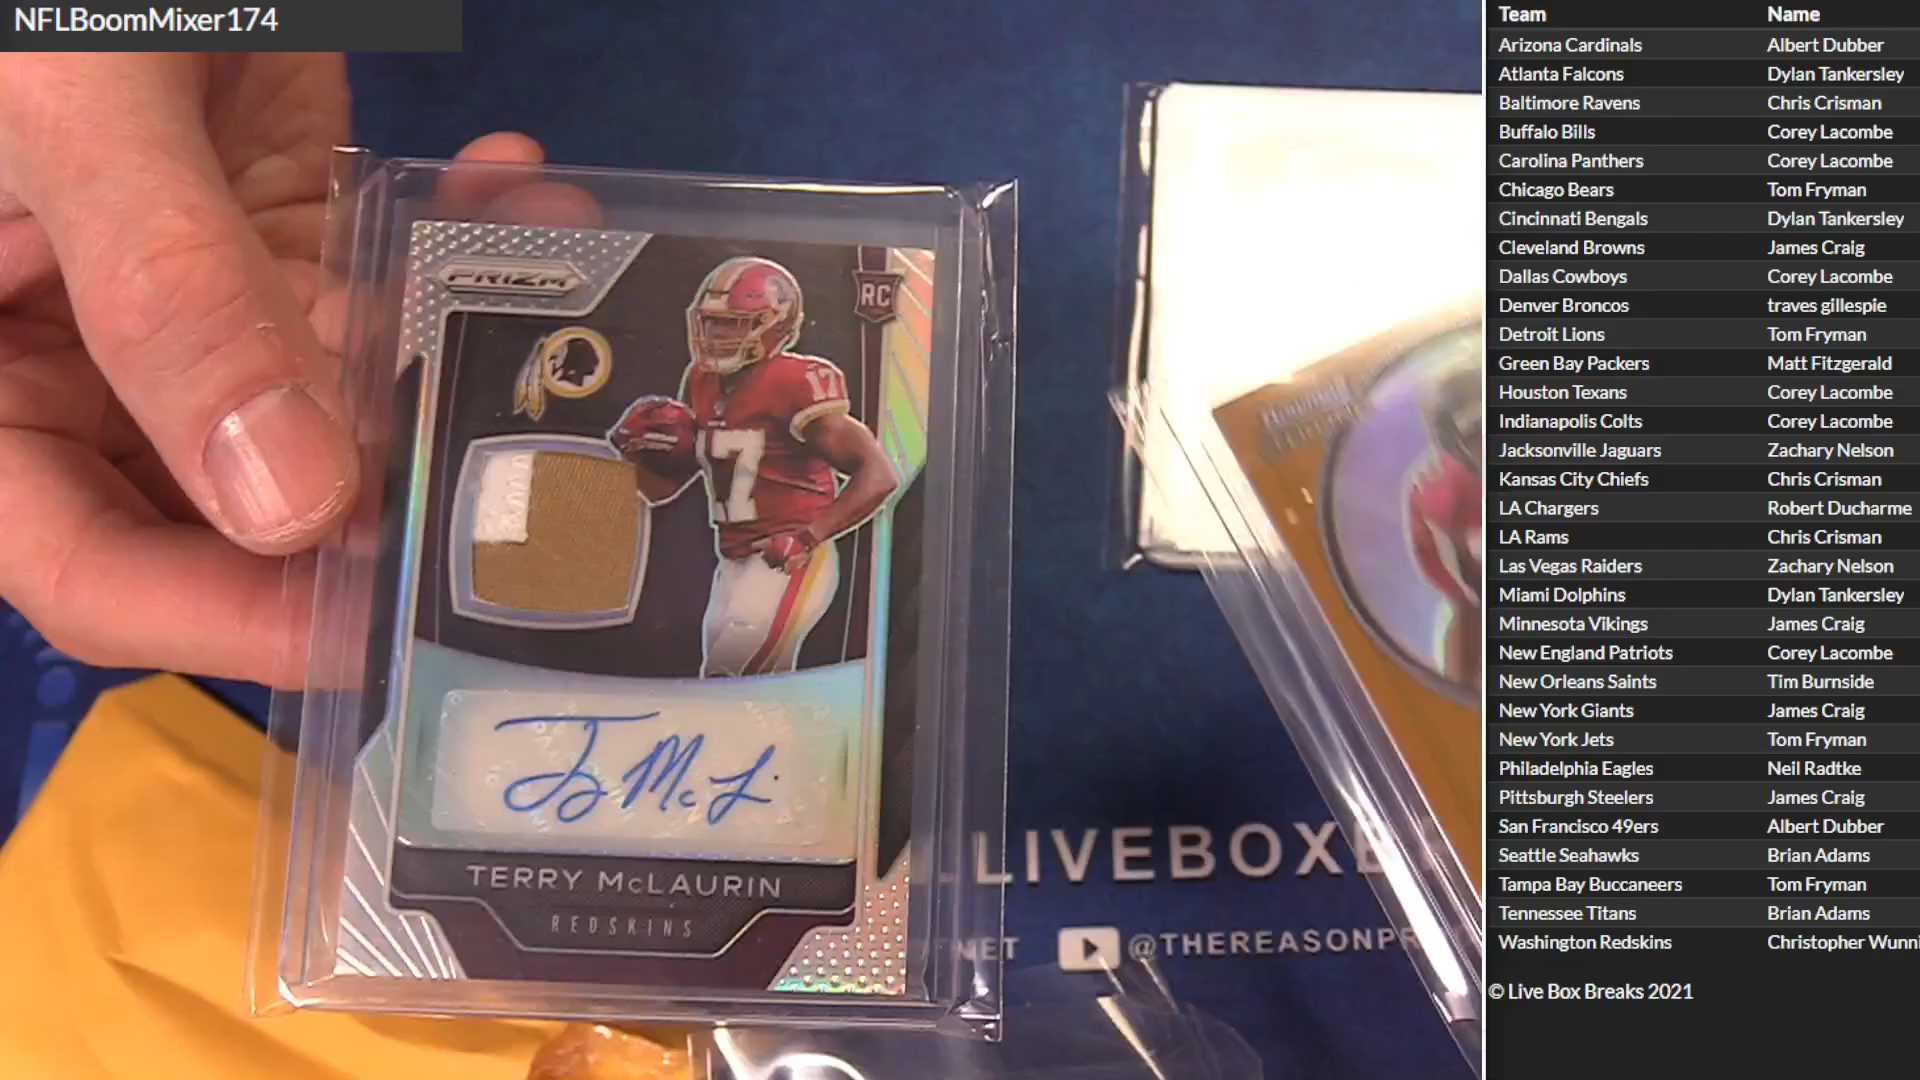 NFLBoomMixer174
PRIZM
RC
17
17
TERRY McLAURIN
REDSKINS
LIVEBOX
NET
@THEREASONPR
Team Name
Arizona Cardinals Albert Dubber
Atlanta Falcons Dylan Tankersley
Baltimore Ravens Chris Crisman
Buffalo Bills Corey Lacombe
Carolina Panthers Corey Lacombe
Chicago Bears Tom Fryman
Cincinnati Bengals Dylan Tankersley
Cleveland Browns James Craig
Dallas Cowboys Corey Lacombe
Denver Broncos traves gillespie
Detroit Lions Tom Fryman
Green Bay Packers Matt Fitzgerald
Houston Texans Corey Lacombe
Indianapolis Colts Corey Lacombe
Jacksonville Jaguars Zachary Nelson
Kansas City Chiefs Chris Crisman
LA Chargers Robert Ducharme
LA Rams Chris Crisman
Las Vegas Raiders Zachary Nelson
Miami Dolphins Dylan Tankersley
Minnesota Vikings James Craig
New England Patriots Corey Lacombe
New Orleans Saints Tim Burnside
New York Giants James Craig
New York Jets Tom Fryman
Philadelphia Eagles Neil Radtke
Pittsburgh Steelers James Craig
San Francisco 49ers Albert Dubber
Seattle Seahawks Brian Adams
Tampa Bay Buccaneers Tom Fryman
Tennessee Titans Brian Adams
Washington Redskins Christopher Wunni
© Live Box Breaks 2021